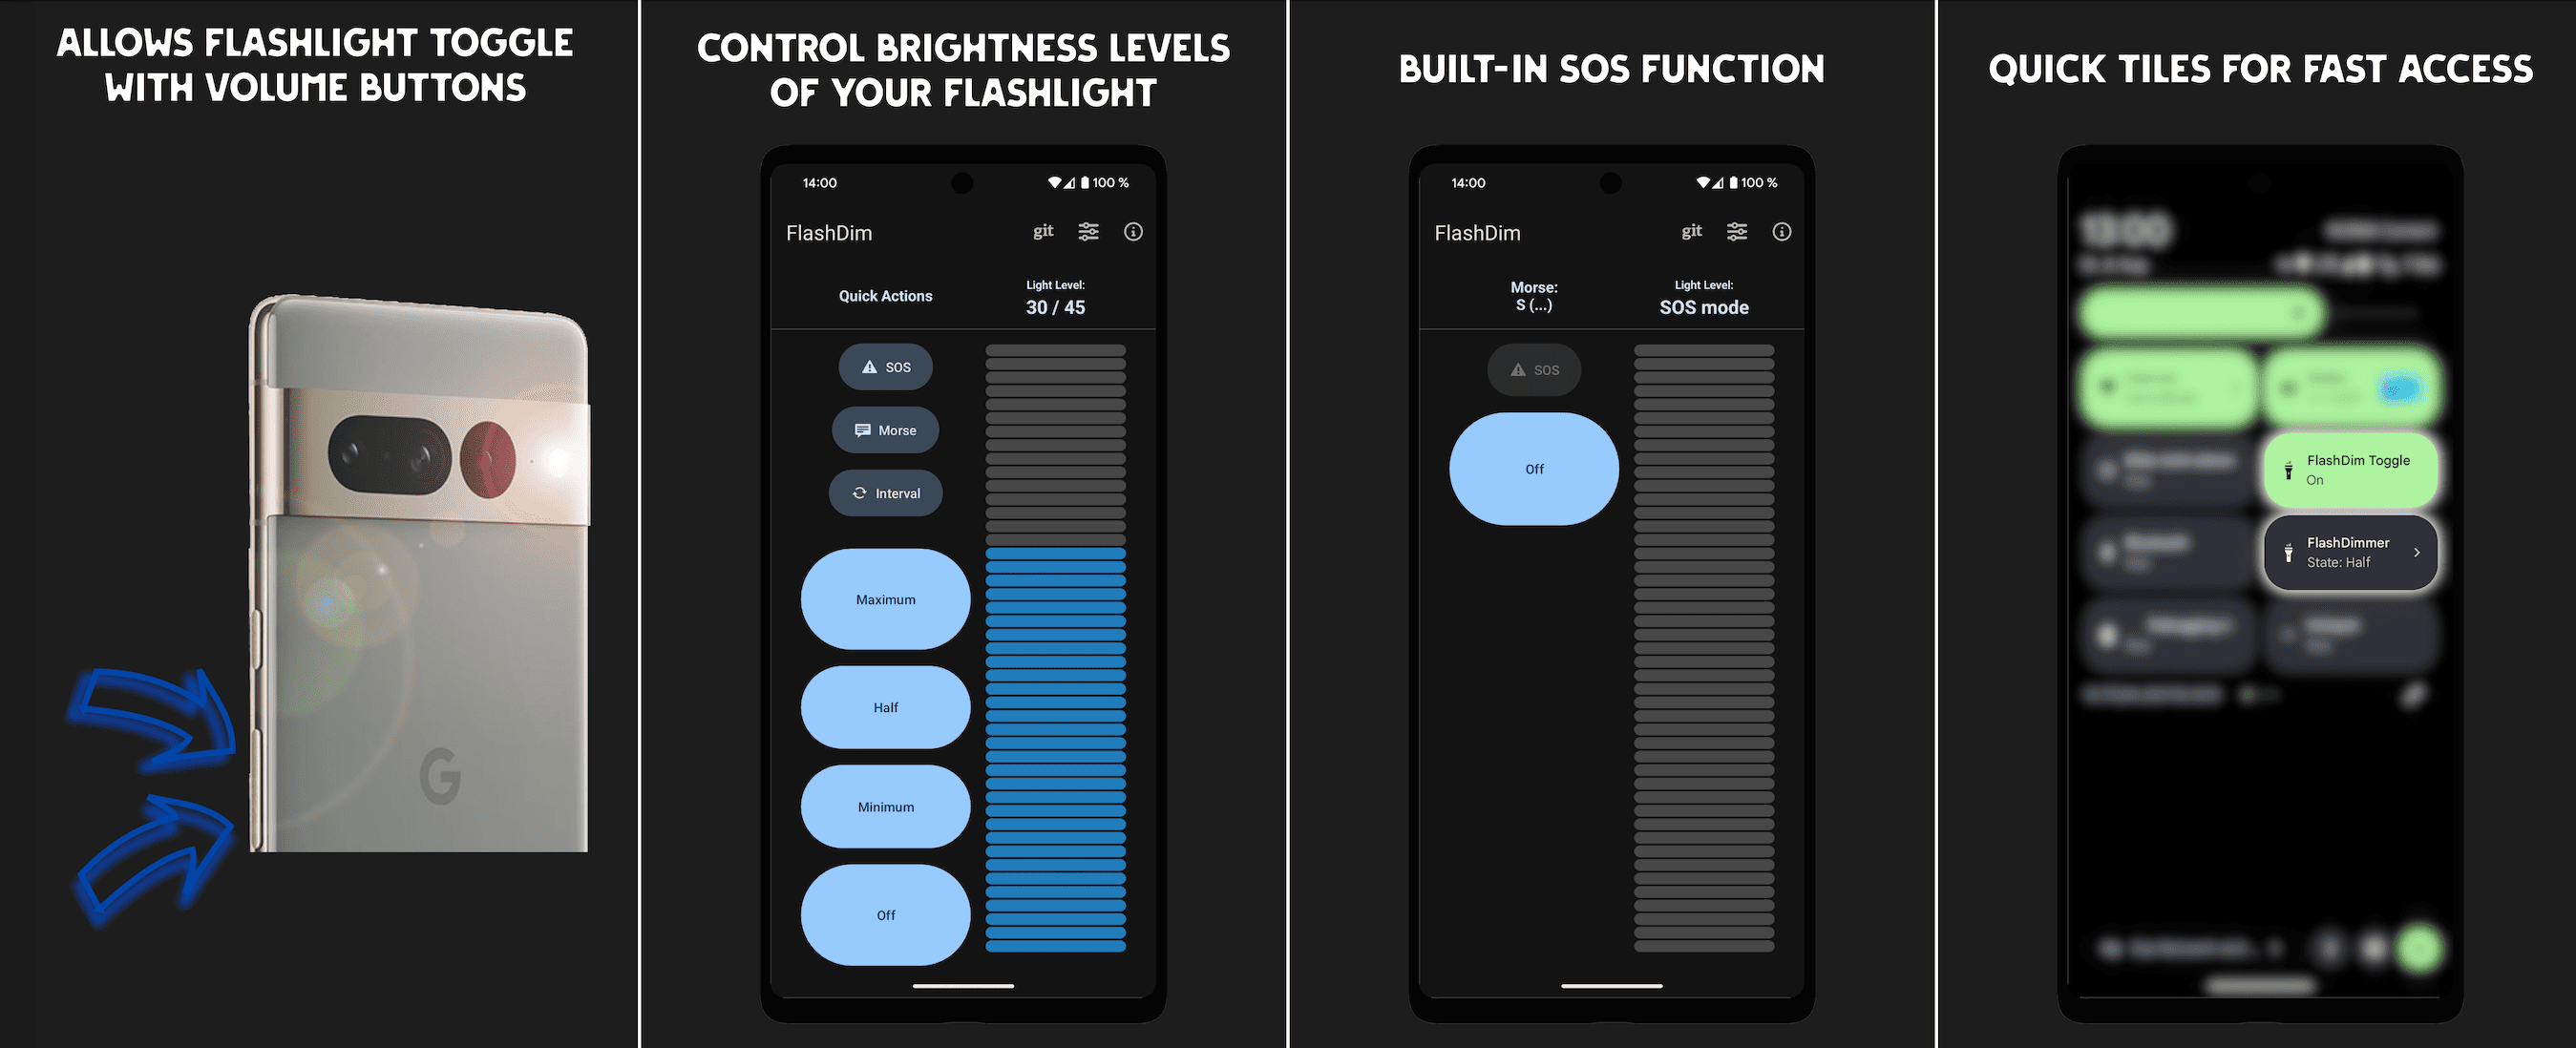 ALLOWS FLASHLIGHT TOGGLE
WITH VOLUME BUTTONS
G
CONTROL BRIGHTNESS LEVELS
OF YOUR FLASHLIGHT
14:00
100 %
FlashDim
git
Quick Actions
Light Level:
30 / 45
SOS
Morse
Interval
Maximum
Half
Minimum
Off
BUILT-IN SOS FUNCTION
14:00
100 %
FlashDim
git
Morse:
S (...)
Light Level:
SOS mode
SOS
Off
QUICK TILES FOR FAST ACCESS
13:00
FlashDim Toggle
On
FlashDimmer
State: Half